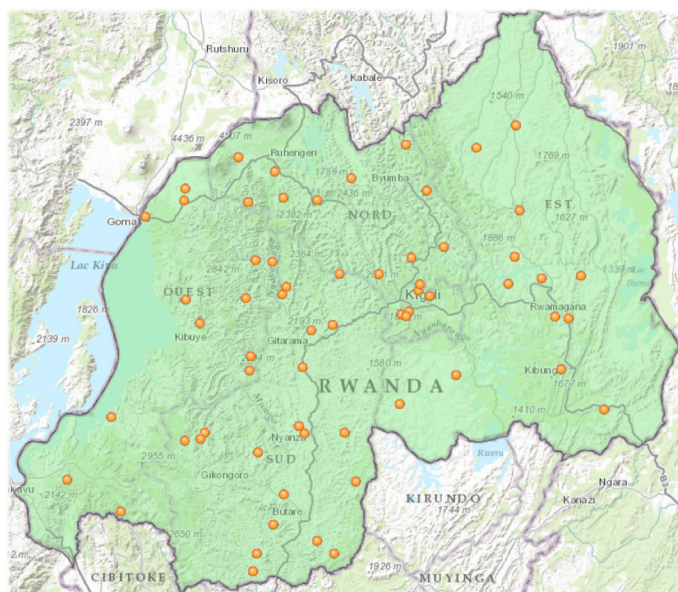 1901 m
Rutshuru
Kisoro
Kabale
2397 m
4436 m
4507 m
1540 m
Ruhengeri
1769 m
Byumba
2436 m
NORD
EST
1627 m
2382 m
Goma
1886 m
2364 m
2842 m
1339 m
Lac Kivu
OUEST
Kigali
1826 m
Rwamagana
2193 m
Kibuye
Gitarama
2139 m
1580 m
Kibungo
RWANDA
1677 m
1410 m
Nyanza
2955 m
SUD
Gikongoro
Rweru
Ngara
2142 m
KIRUNDO
Kanazi
1744 m
Butare
2650 m
1926 m
CIBITOKE
MUYINGA